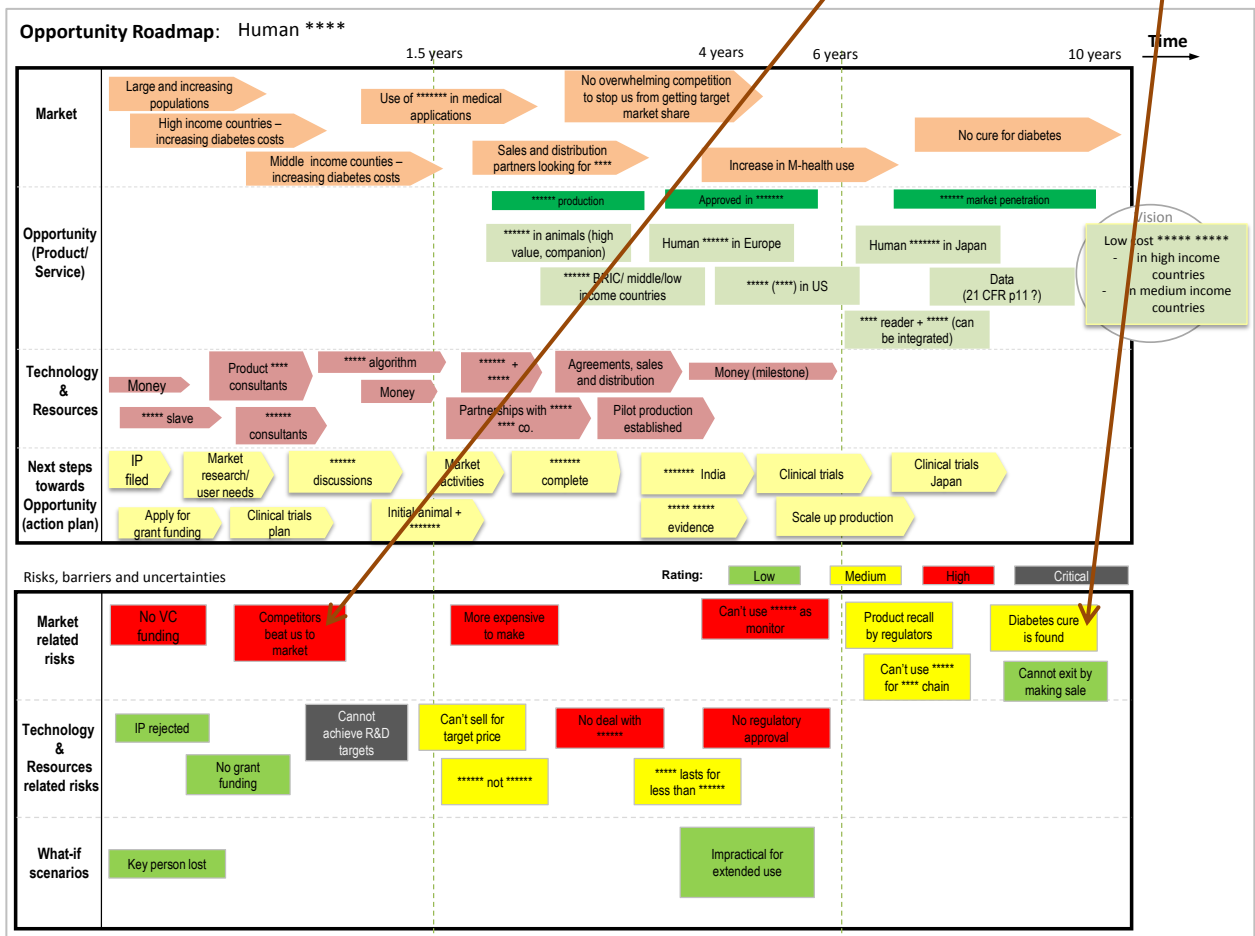 Opportunity Roadmap: Human ****
Time
1.5 years
4 years
6 years
10 years
Market
Large and increasing
populations
High income countries –
increasing diabetes costs
Middle income counties –
increasing diabetes costs
Use of ******* in medical
applications
Sales and distribution
partners looking for ****
No overwhelming competition
to stop us from getting target
market share
Increase in M-health use
No cure for diabetes
Opportunity
(Product/
Service)
****** production
Approved in *******
****** market penetration
****** in animals (high
value, companion)
Human ****** in Europe
Human ******* in Japan
****** BRIC/ middle/low
income countries
***** (****) in US
Data
(21 CFR p11 ?)
**** reader + ***** (can
be integrated)
Vision
Low cost ***** *****
- in high income
countries
- in medium income
countries
Technology
&
Resources
Money
Product ****
consultants
***** algorithm
Money
****** +
*****
Agreements, sales
and distribution
Money (milestone)
***** slave
******
consultants
Partnerships with *****
**** co.
Pilot production
established
Next steps
towards
Opportunity
(action plan)
IP
filed
Market
research/
user needs
******
discussions
Market
activities
*******
complete
******* India
Clinical trials
Clinical trials
Japan
Apply for
grant funding
Clinical trials
plan
Initial animal +
*******
***** *****
evidence
Scale up production
Risks, barriers and uncertainties
Rating:
Low
Medium
High
Critical
Market
related
risks
No VC
funding
Competitors
beat us to
market
More expensive
to make
Can't use ****** as
monitor
Product recall
by regulators
Diabetes cure
is found
Can't use *****
for **** chain
Cannot exit by
making sale
Technology
&
Resources
related risks
IP rejected
No grant
funding
Cannot
achieve R&D
targets
Can't sell for
target price
No deal with
******
No regulatory
approval
****** not ******
***** lasts for
less than ******
What-if
scenarios
Key person lost
Impractical for
extended use